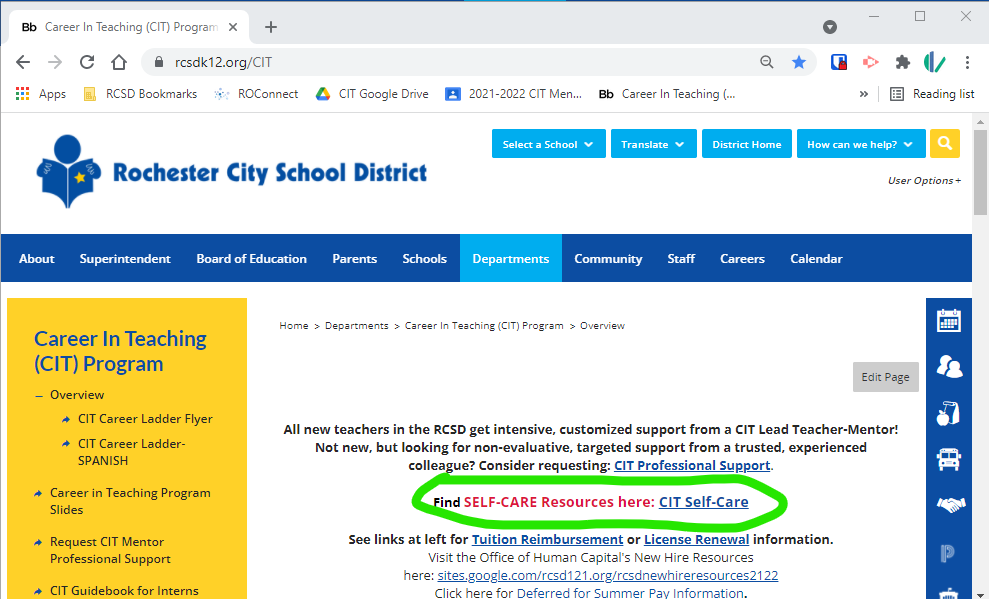 Bb Career In Teaching (CIT) Program
rcsdk12.org/CIT
Apps RCSD Bookmarks ROConnect CIT Google Drive 2021-2022 CIT Men... Bb Career In Teaching (... » Reading list
Rochester City School District
Select a School Translate District Home How can we help?
User Options +
About Superintendent Board of Education Parents Schools Departments Community Staff Careers Calendar
Career In Teaching
(CIT) Program
Overview
CIT Career Ladder Flyer
CIT Career Ladder-
SPANISH
Career in Teaching Program
Slides
Request CIT Mentor
Professional Support
CIT Guidebook for Interns
Home > Departments > Career In Teaching (CIT) Program > Overview
Edit Page
All new teachers in the RCSD get intensive, customized support from a CIT Lead Teacher-Mentor!
Not new, but looking for non-evaluative, targeted support from a trusted, experienced
colleague? Consider requesting: CIT Professional Support.
Find SELF-CARE Resources here: CIT Self-Care
See links at left for Tuition Reimbursement or License Renewal information.
Visit the Office of Human Capital's New Hire Resources
here: sites.google.com/rcsd121.org/rcsdnewhireresources2122
Click here for Deferred for Summer Pay Information.